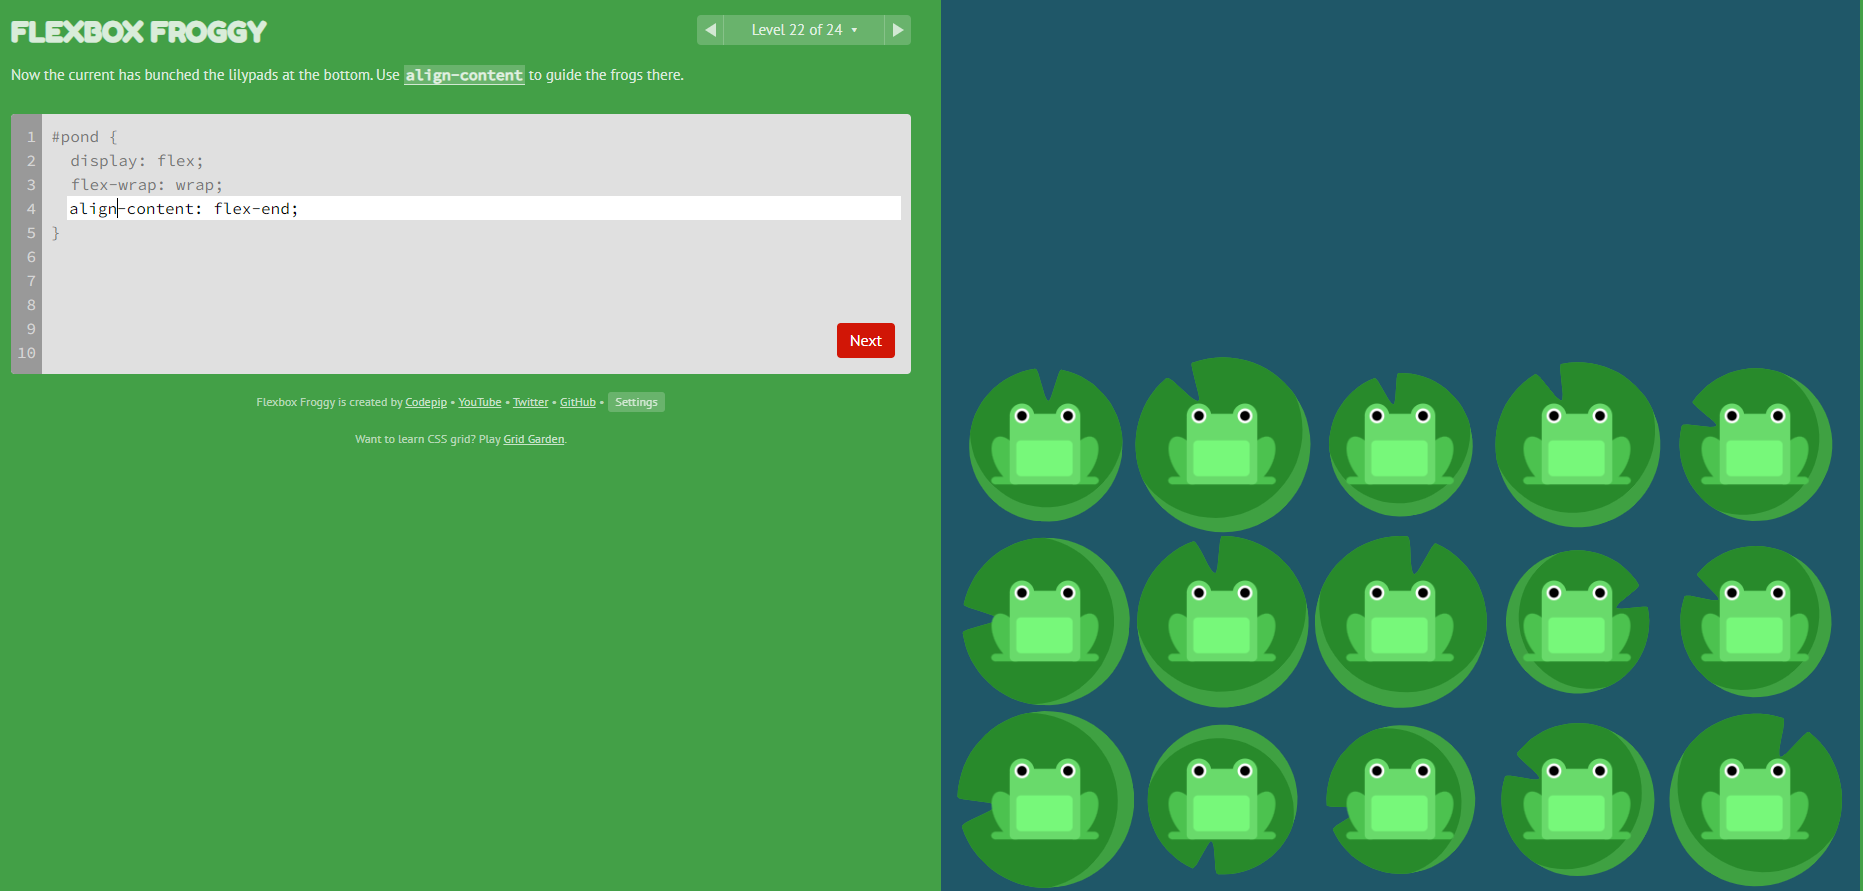 FLEXBOX FROGGY
◀ Level 22 of 24 ▾ ▶
Now the current has bunched the lilypads at the bottom. Use align-content to guide the frogs there.
1 #pond {
2 display: flex;
3 flex-wrap: wrap;
4 align-content: flex-end;
5 }
6
7
8
9
10
Next
Flexbox Froggy is created by Codepip • YouTube • Twitter • GitHub • Settings
Want to learn CSS grid? Play Grid Garden.